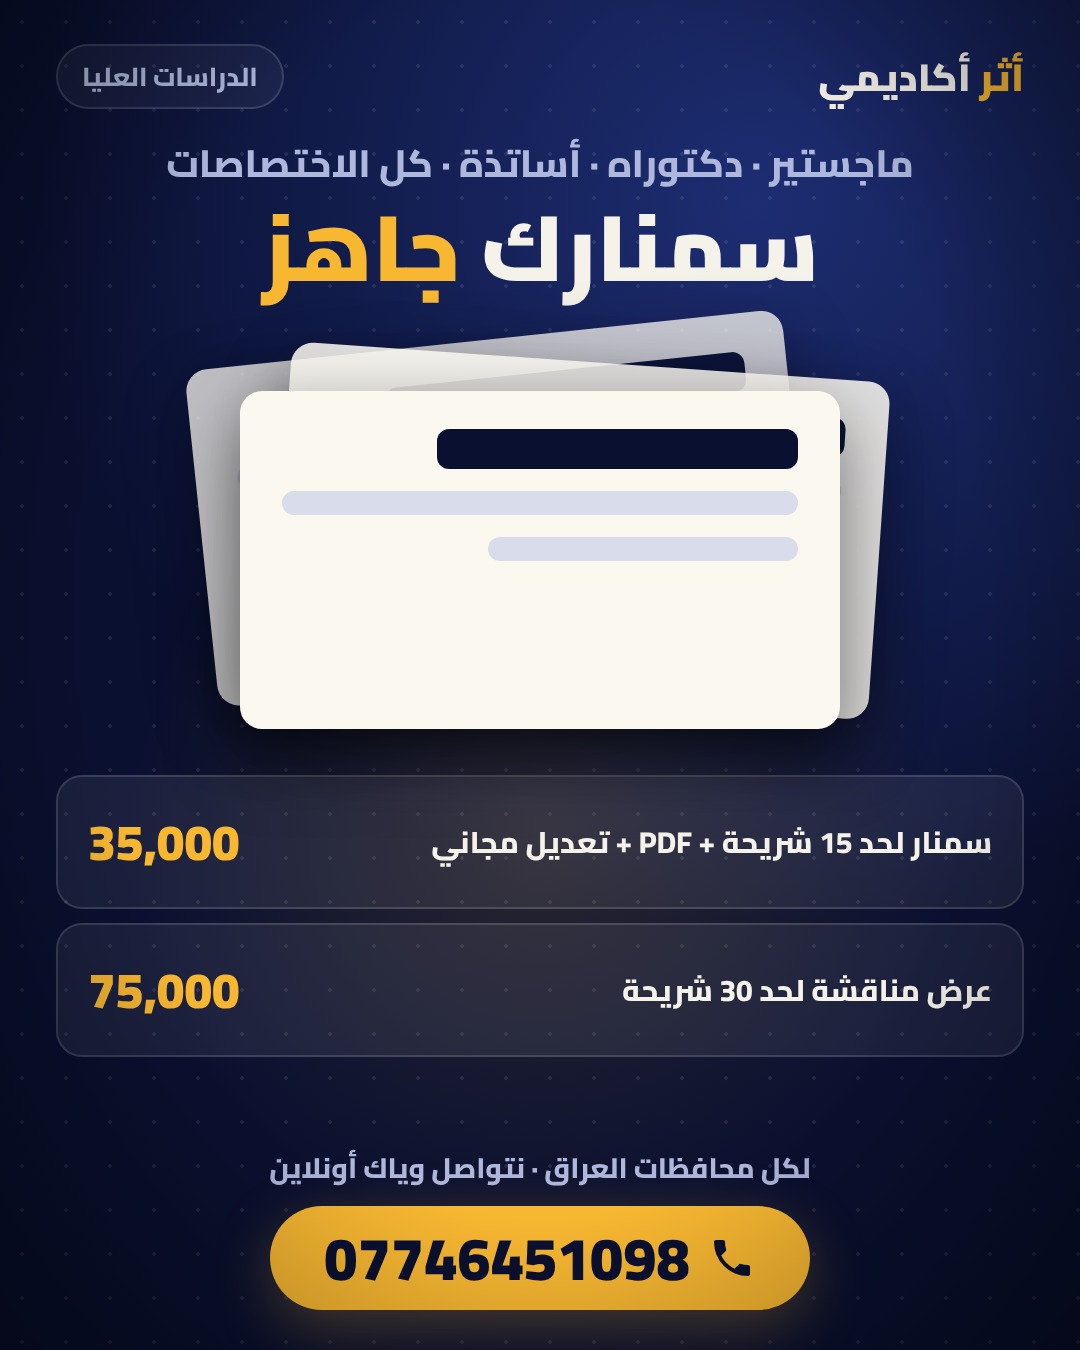 أثر أكاديمي
الدراسات العليا
ماجستير · دكتوراه · أساتذة · كل الاختصاصات
سمنارك جاهز
سمنار لحد 15 شريحة + PDF + تعديل مجاني
35,000
عرض مناقشة لحد 30 شريحة
75,000
لكل محافظات العراق · نتواصل وياك أونلاين
07746451098